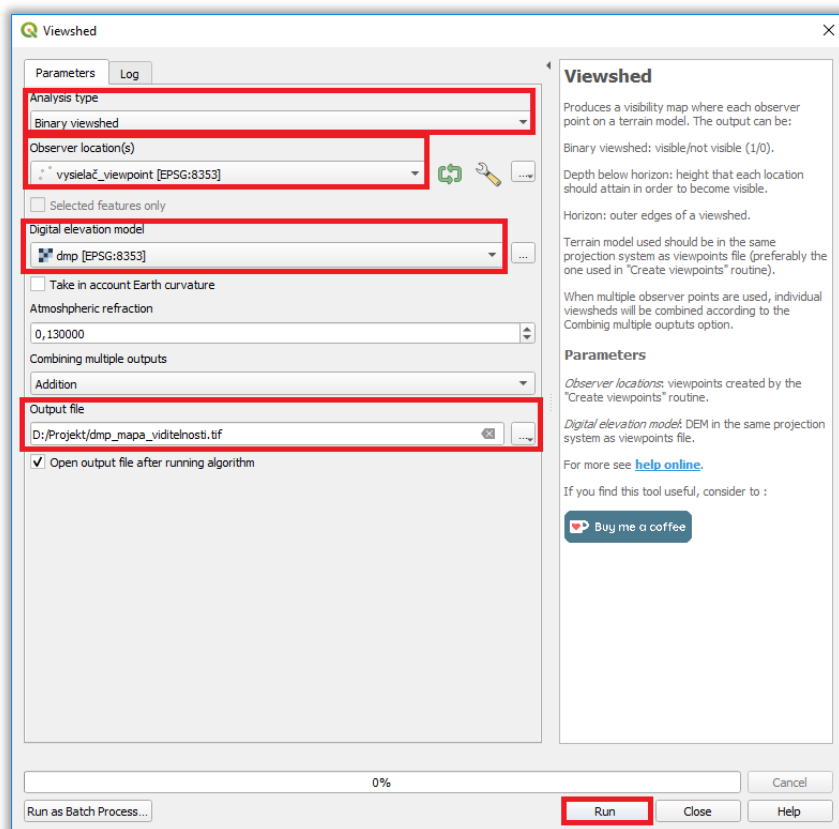 Viewshed
Parameters
Log
Analysis type
Binary viewshed
Observer location(s)
vysielač_viewpoint [EPSG:8353]
...
Selected features only
Digital elevation model
dmp [EPSG:8353]
...
Take in account Earth curvature
Atmoshpheric refraction
0,130000
Combining multiple outputs
Addition
Output file
D:/Projekt/dmp_mapa_viditelnosti.tif
...
Open output file after running algorithm
Viewshed
Produces a visibility map where each observer
point on a terrain model. The output can be:
Binary viewshed: visible/not visible (1/0).
Depth below horizon: height that each location
should attain in order to become visible.
Horizon: outer edges of a viewshed.
Terrain model used should be in the same
projection system as viewpoints file (preferably the
one used in "Create viewpoints" routine).
When multiple observer points are used, individual
viewsheds will be combined according to the
Combinig multiple ouptuts option.
Parameters
Observer locations: viewpoints created by the
"Create viewpoints" routine.
Digital elevation model: DEM in the same projection
system as viewpoints file.
For more see help online.
If you find this tool useful, consider to :
Buy me a coffee
0%
Cancel
Run as Batch Process...
Run
Close
Help